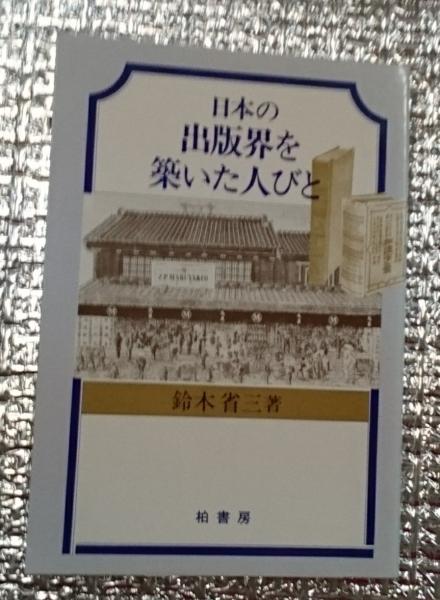 日本の
出版界を
築いた人びと
鈴木省三著
柏書房